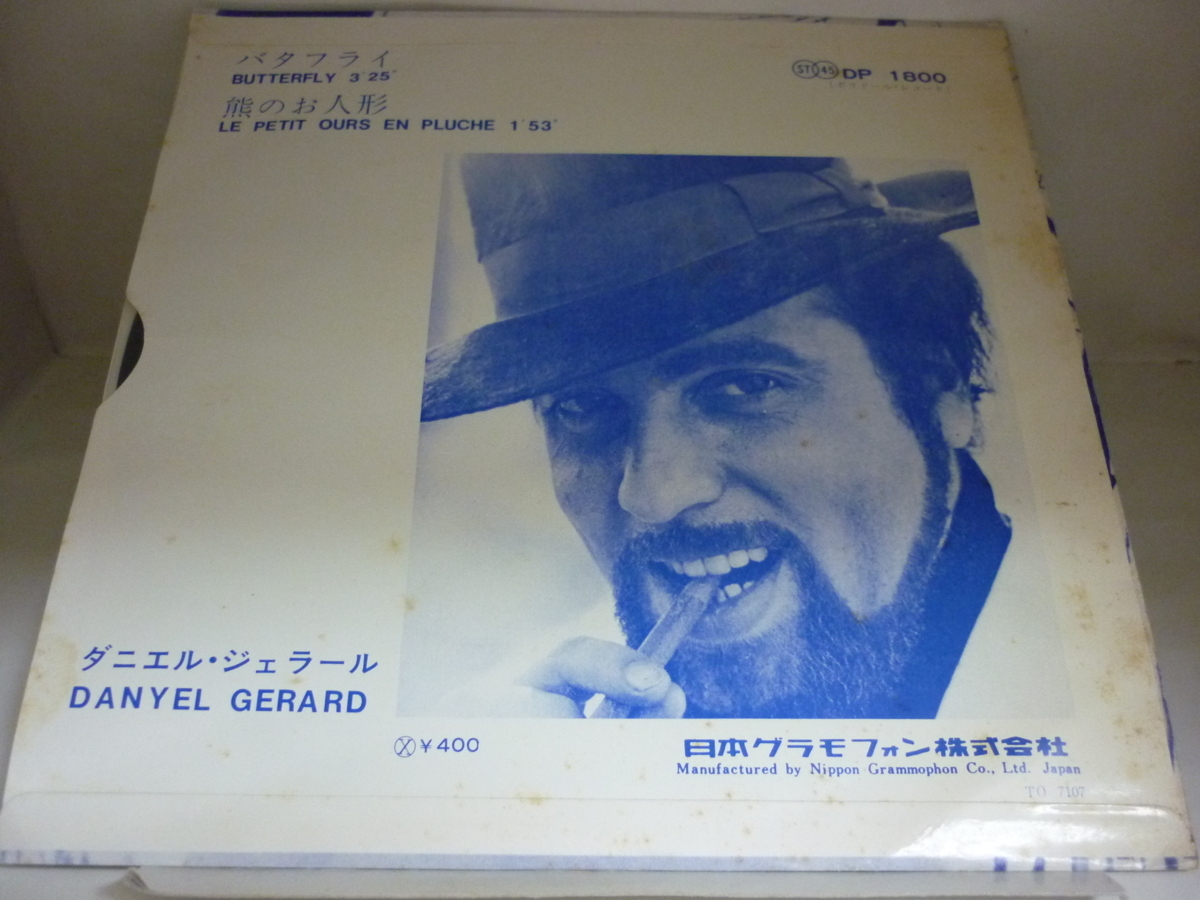 バタフライ
BUTTERFLY 3'25"
熊のお人形
LE PETIT OURS EN PLUCHE 1'53"
ST 45 DP 1800
ダニエル・ジェラール
DANYEL GERARD
Ⓧ ¥400
日本グラモフォン株式会社
Manufactured by Nippon Grammophon Co., Ltd. Japan
TO 7107